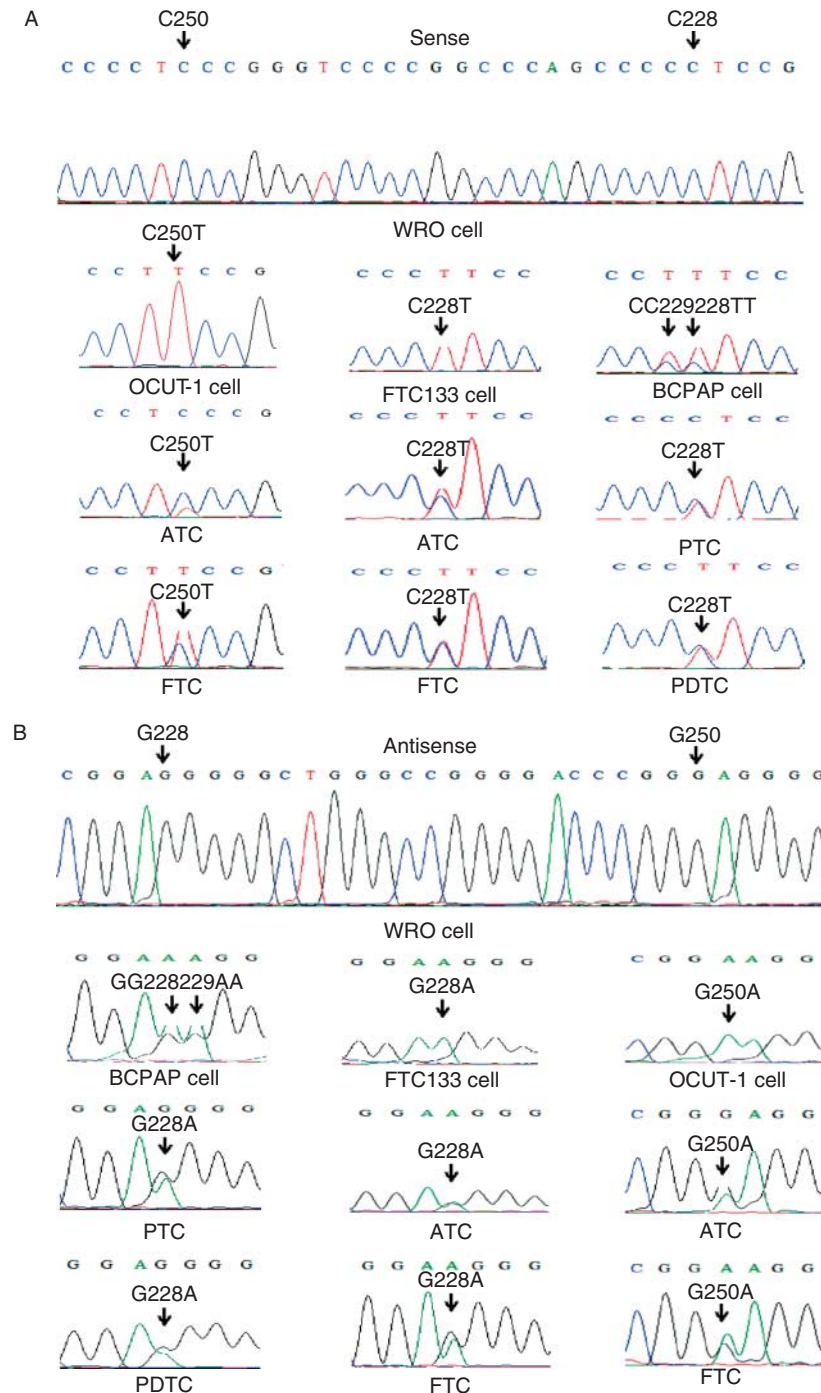 A
C250 C228
Sense
C C C C T C C C G G G T C C C C G G C C C A G C C C C C T C C G
WRO cell
C250T
C C T T C C G
OCUT-1 cell
C C C T T C C
C228T
FTC133 cell
C C T T T C C
CC229228TT
BCPAP cell
C C T C C C G
C250T
ATC
C C C T T C C
C228T
ATC
C C C C T C C
C228T
PTC
C C T T C C G
C250T
FTC
C C C T T C C
C228T
FTC
C C C T T C C
C228T
PDTC
B
G228 G250
Antisense
C G G A G G G G G C T G G G C C G G G G A C C C G G G A G G G G
WRO cell
G G A A A G G
GG228229AA
BCPAP cell
G G A A G G G
G228A
FTC133 cell
C G G A A G G
G250A
OCUT-1 cell
G G A G G G G
G228A
PTC
G G A A G G G
G228A
ATC
C G G G A G G
G250A
ATC
G G A G G G G
G228A
PDTC
G G A A G G G
G228A
FTC
C G G A A G G
G250A
FTC